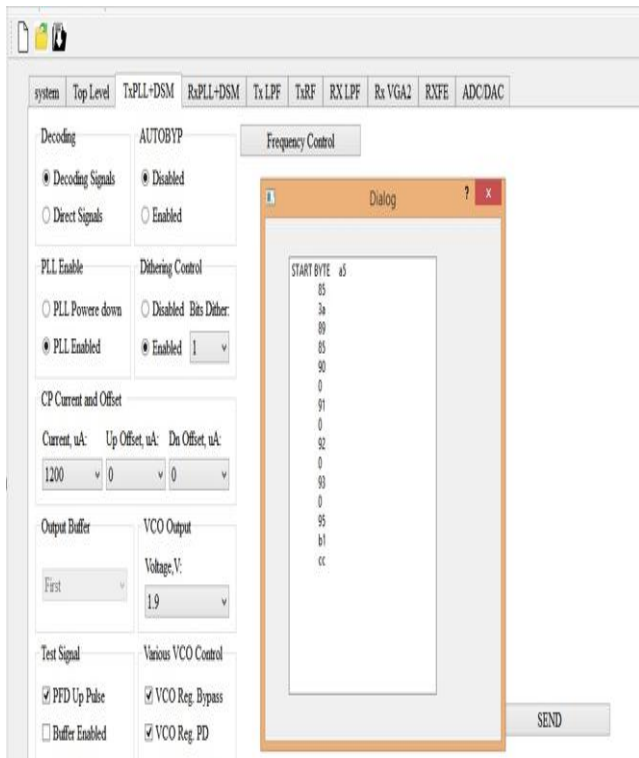 system Top Level TxPLL+DSM RxPLL+DSM Tx LPF TxRF RX LPF Rx VGA2 RXFE ADC/DAC
Decoding
Decoding Signals
Direct Signals
AUTOBYP
Disabled
Enabled
Frequency Control
PLL Enable
PLL Powere down
PLL Enabled
Dithering Control
Disabled Bits Dither:
Enabled 1
CP Current and Offset
Current, uA: Up Offset, uA: Dn Offset, uA:
1200 0 0
Output Buffer
First
VCO Output
Voltage,V:
1.9
Test Signal
PFD Up Pulse
Buffer Enabled
Various VCO Control
VCO Reg. Bypass
VCO Reg. PD
Dialog
? x
START BYTE a5
85
3a
89
85
90
0
91
0
92
0
93
0
95
b1
cc
SEND